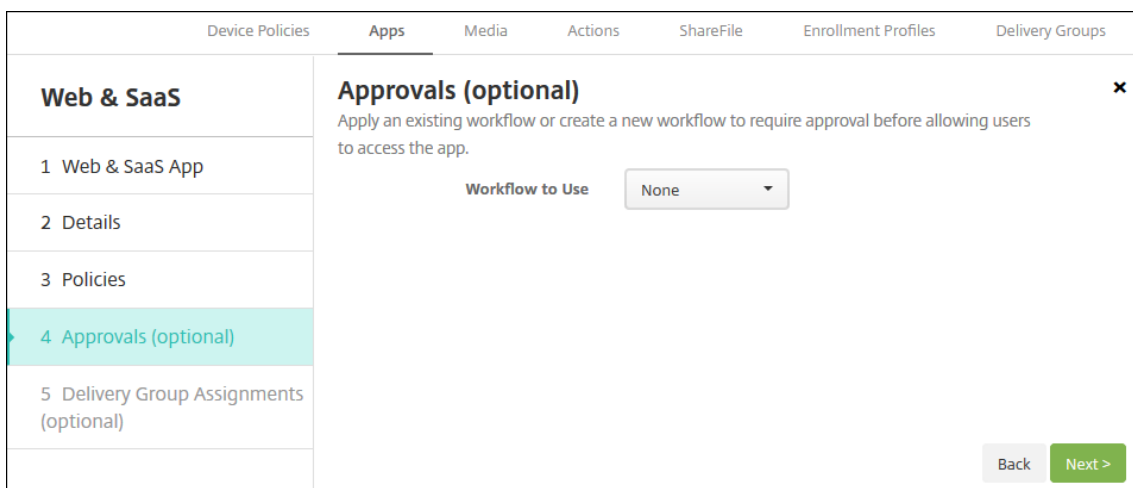 Device Policies Apps Media Actions ShareFile Enrollment Profiles Delivery Groups
Web & SaaS
1 Web & SaaS App
2 Details
3 Policies
4 Approvals (optional)
5 Delivery Group Assignments
(optional)
Approvals (optional)
Apply an existing workflow or create a new workflow to require approval before allowing users
to access the app.
Workflow to Use None
Back Next >